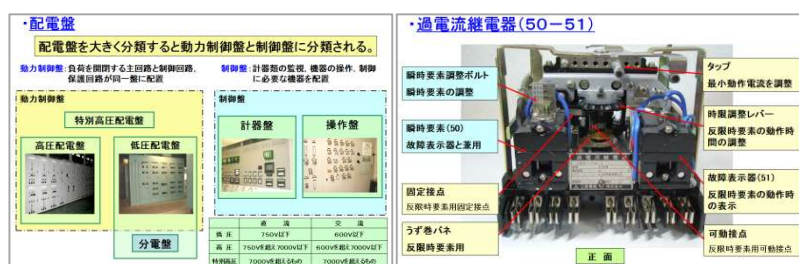 ・配電盤
配電盤を大きく分類すると動力制御盤と制御盤に分類される。
動力制御盤:負荷を開閉する主回路と制御回路、
保護回路が同一盤に配置
制御盤:計器類の監視、機器の操作、制御
に必要な機器を配置
動力制御盤
特別高圧配電盤
高圧配電盤
低圧配電盤
分電盤
制御盤
計器盤
操作盤
直 流
交 流
低 圧
750V以下
600V以下
高 圧
750Vを超え7000V以下
600Vを超え7000V以下
特別高圧
7000Vを超えるもの
7000Vを超えるもの
・過電流継電器(50-51)
瞬時要素調整ボルト
瞬時要素の調整
瞬時要素(50)
故障表示器と兼用
固定接点
反限時要素用固定接点
うず巻バネ
反限時要素用
タップ
最小動作電流を調整
時限調整レバー
反限時要素の動作時
間の調整
故障表示器(51)
反限時要素の動作時
の表示
可動接点
反限時要素用可動接点
正 面